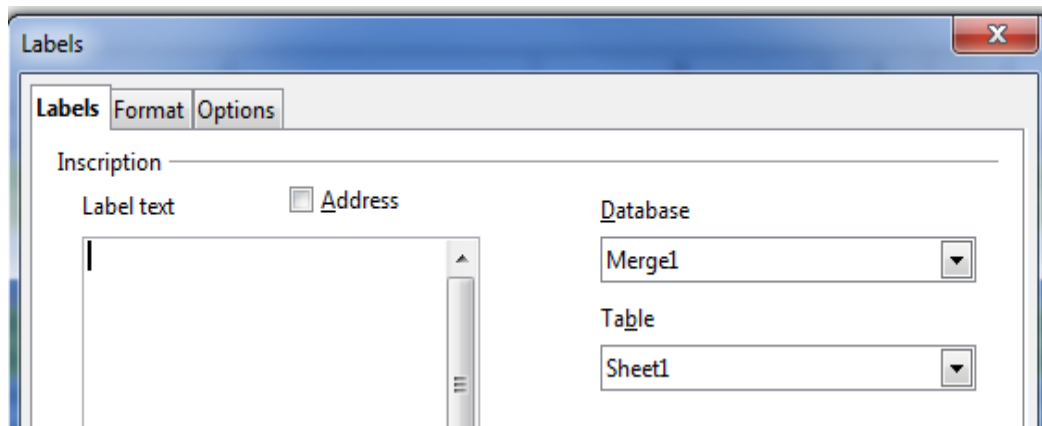 Labels
Labels Format Options
Inscription
Label text Address
Database
Merge1
Table
Sheet1